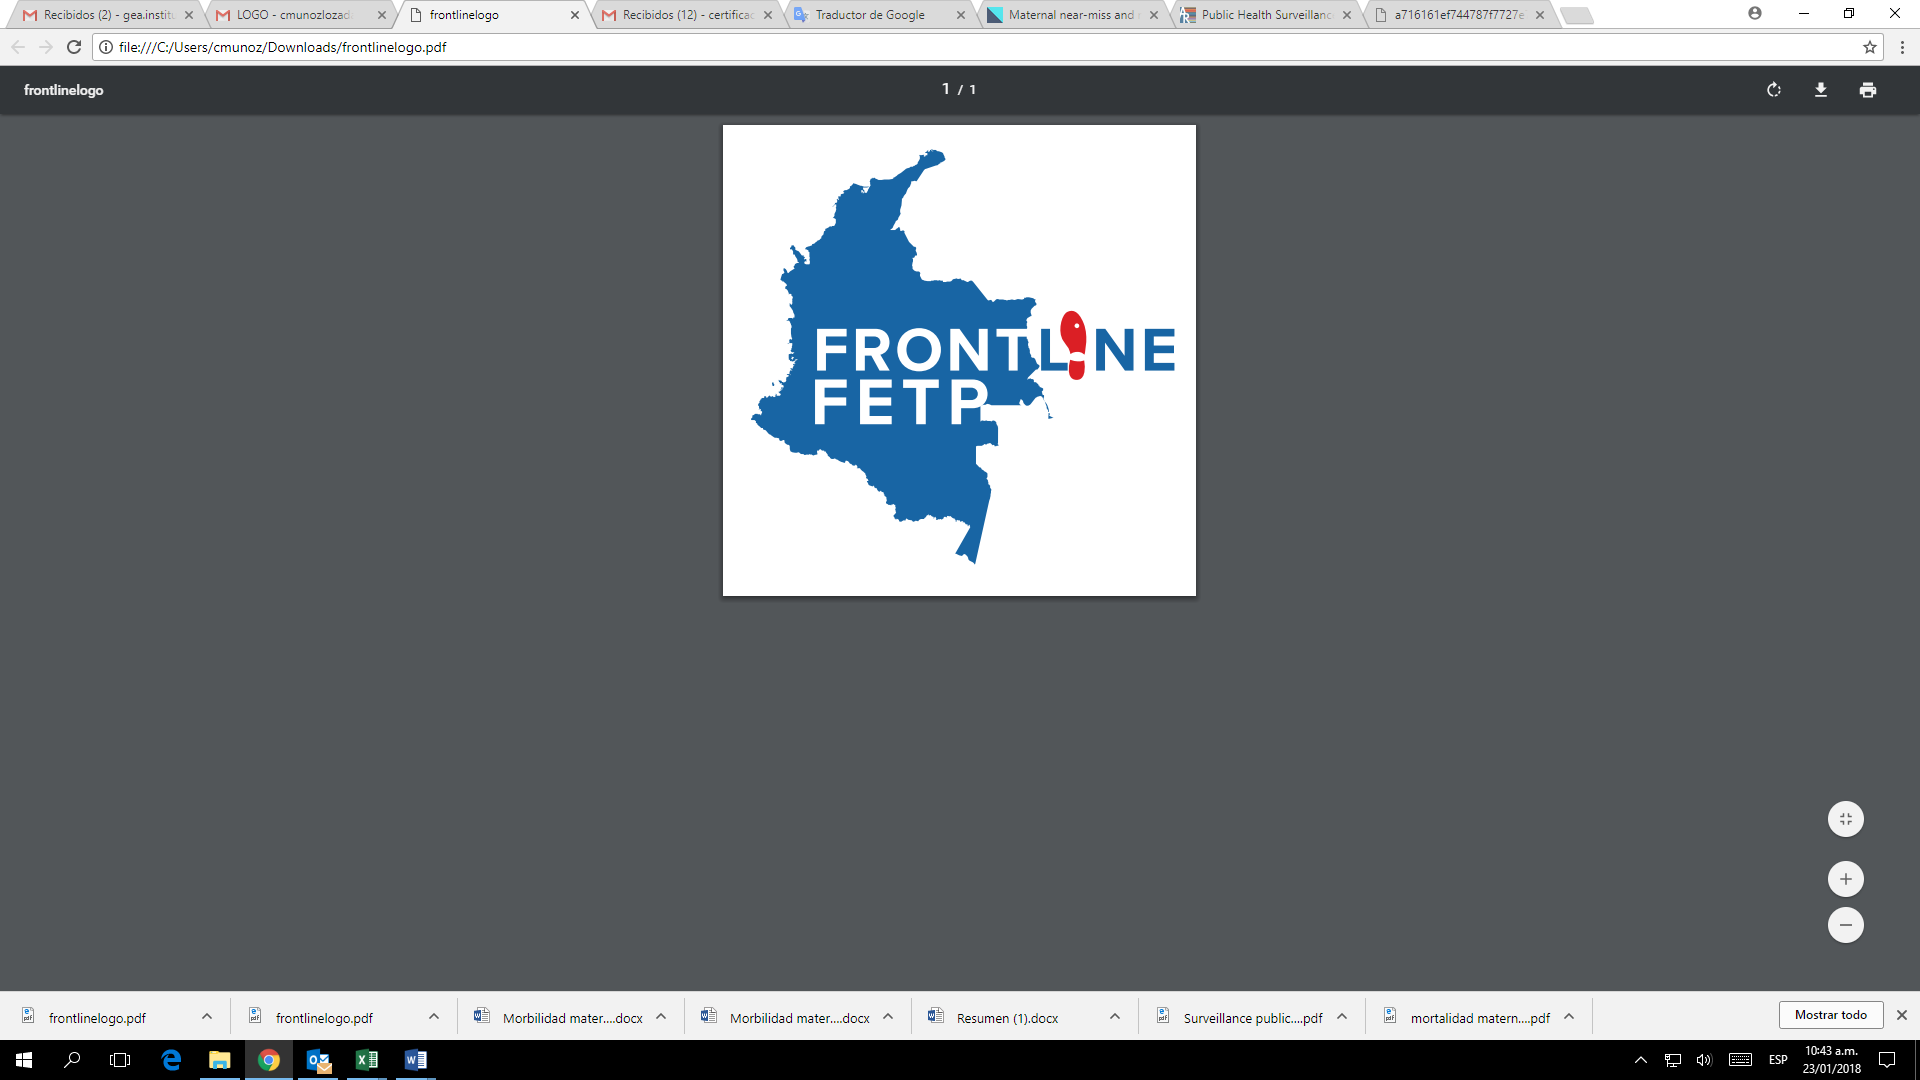 Recibidos (2) - gea.institu
LOGO - cmunozlozad
frontlinelogo
Recibidos (12) - certificac
Traductor de Google
Maternal near-miss and
Public Health Surveillanc
a716161ef744787f7727e
file:///C:/Users/cmunoz/Downloads/frontlinelogo.pdf
frontlinelogo
1 / 1
FRONTLINE
FETP
frontlinelogo.pdf
frontlinelogo.pdf
Morbilidad mater....docx
Morbilidad mater....docx
Resumen (1).docx
Surveillance public....pdf
mortalidad matern....pdf
Mostrar todo
ESP
10:43 a.m.
23/01/2018